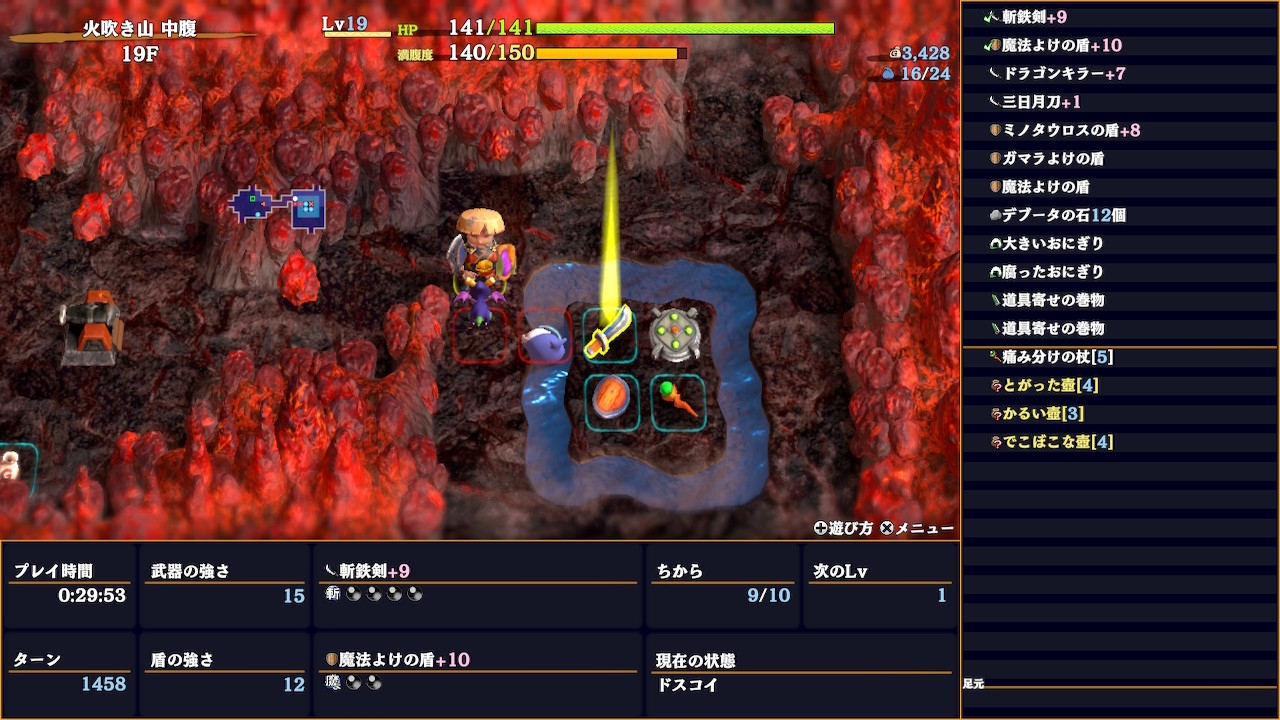 火吹き山 中腹
19F
Lv19 HP 141/141
満腹度 140/150
3,428
16/24
遊び方 メニュー
プレイ時間
0:29:53
武器の強さ
15
斬鉄剣+9
斬
ちから
9/10
次のLv
1
ターン
1458
盾の強さ
12
魔法よけの盾+10
魔
現在の状態
ドスコイ
斬鉄剣+9
魔法よけの盾+10
ドラゴンキラー+7
三日月刀+1
ミノタウロスの盾+8
ガマラよけの盾
魔法よけの盾
デブータの石12個
大きいおにぎり
腐ったおにぎり
道具寄せの巻物
道具寄せの巻物
痛み分けの杖[5]
とがった壺[4]
かるい壺[3]
でこぼこな壺[4]
足元